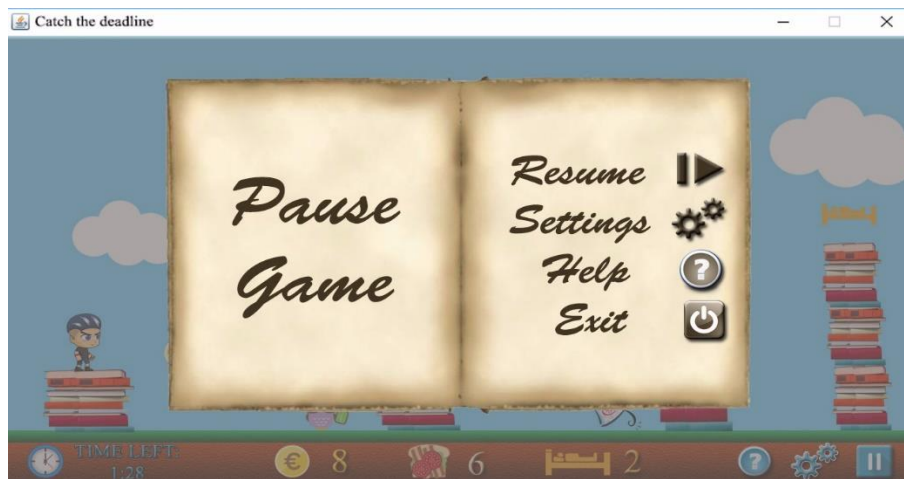 Catch the deadline
Pause
Game
Resume
Settings
Help
Exit
TIME LEFT:
1:28
8
6
2